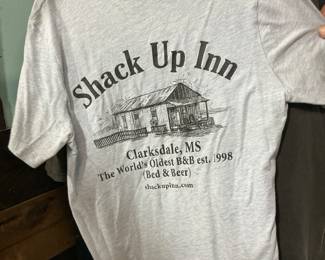 Shack Up Inn
Clarksdale, MS
The World's Oldest B&B est. 1998
(Bed & Beer)
shackupinn.com